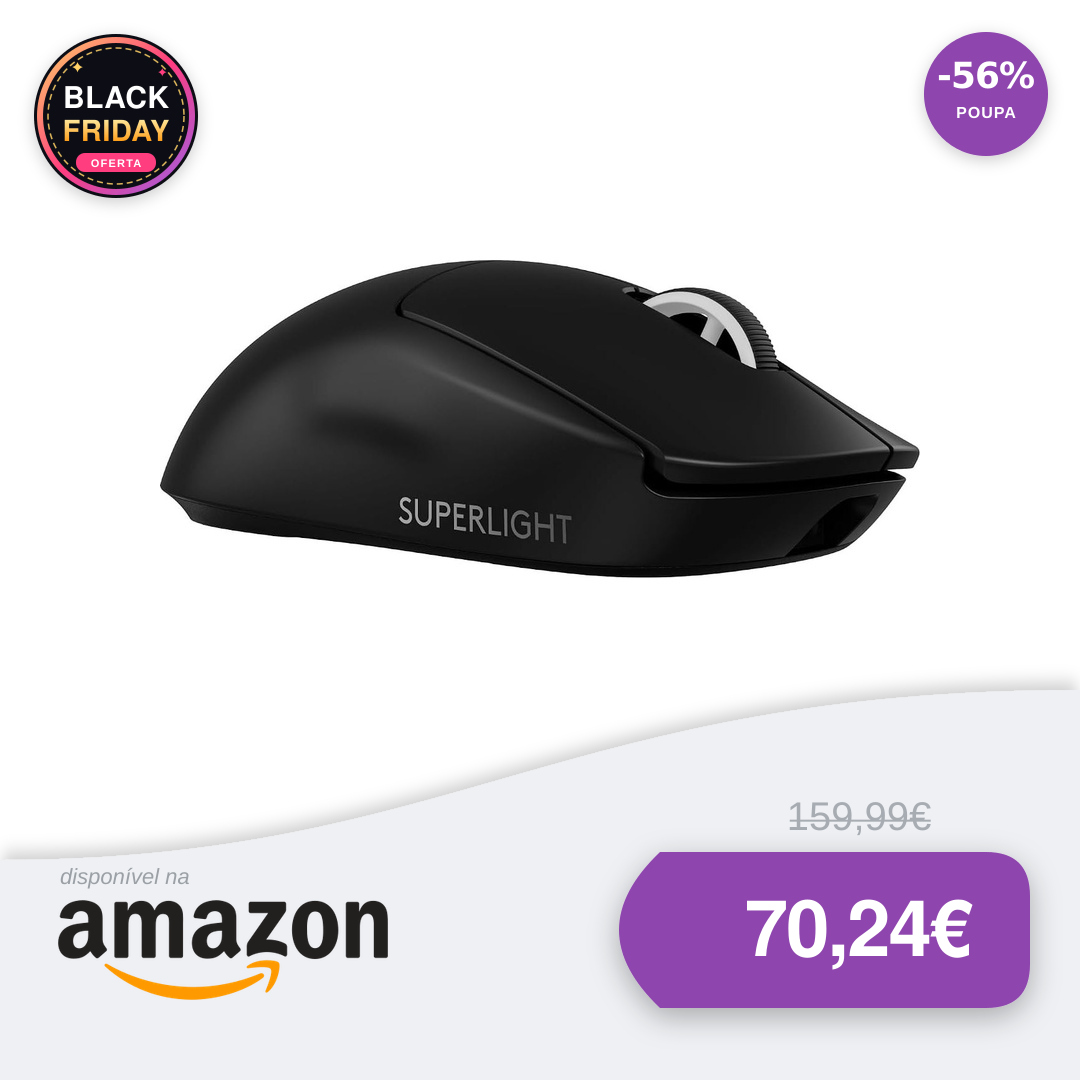 BLACK
FRIDAY
OFERTA
-56%
POUPA
SUPERLIGHT
159,99€
disponível na
amazon
70,24€